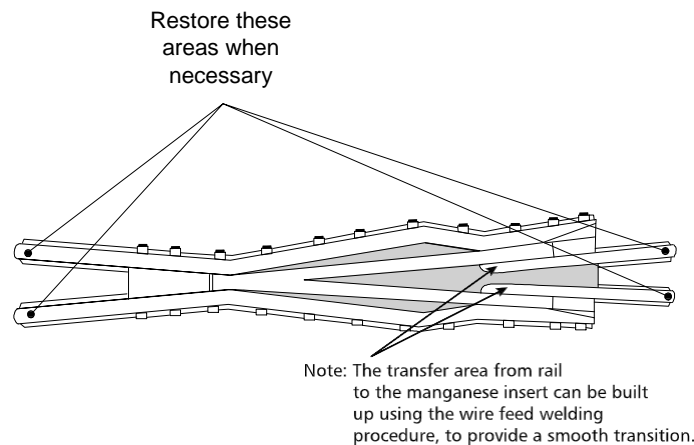 Restore these
areas when
necessary
Note: The transfer area from rail
to the manganese insert can be built
up using the wire feed welding
procedure, to provide a smooth transition.